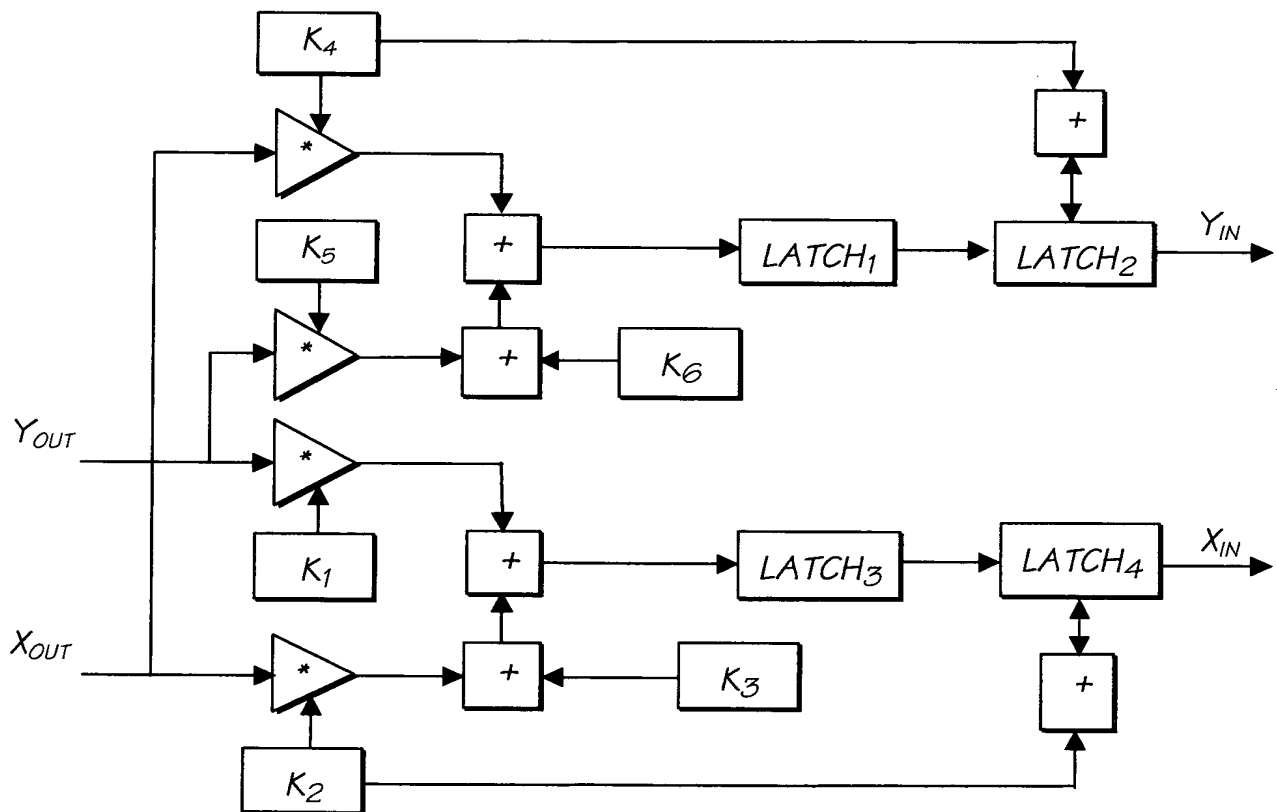 K4
*
+
K5
+
LATCH1
LATCH2
YIN
*
+
K6
YOUT
*
K1
+
LATCH3
LATCH4
XIN
XOUT
*
+
K3
+
K2